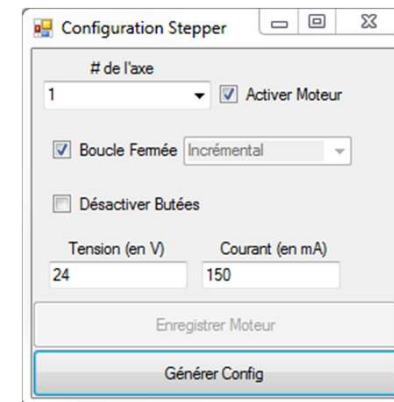 Configuration Stepper
# de l'axe
1
Activer Moteur
Boucle Fermée Incrémental
Désactiver Butées
Tension (en V) Courant (en mA)
24 150
Enregistrer Moteur
Générer Config